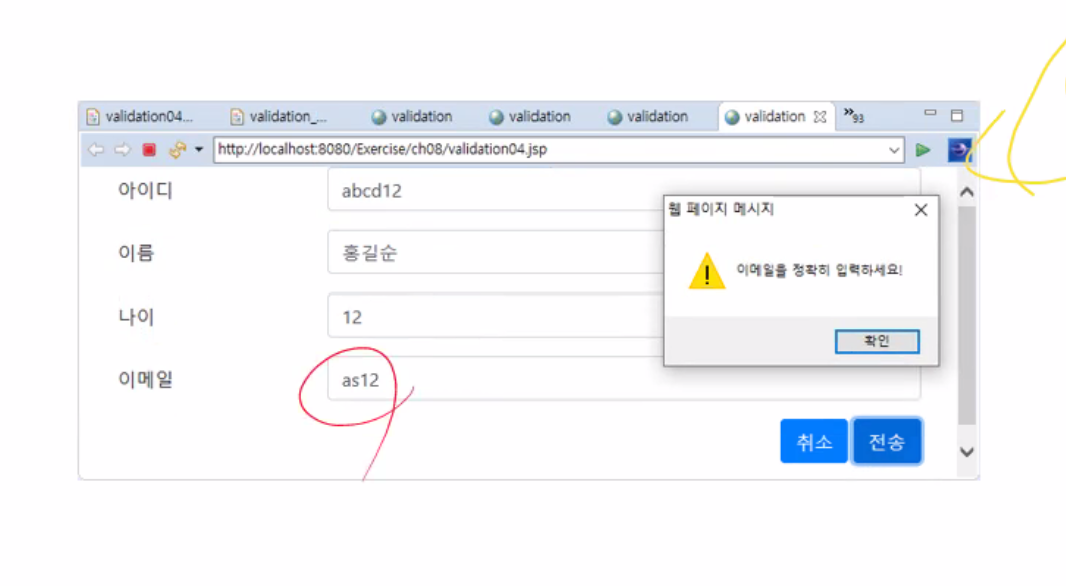 validation04... validation_... validation validation validation validation »93
http://localhost:8080/Exercise/ch08/validation04.jsp
아이디 abcd12
웹 페이지 메시지
이름 홍길순
이메일을 정확히 입력하세요!
나이 12
확인
이메일 as12
취소 전송